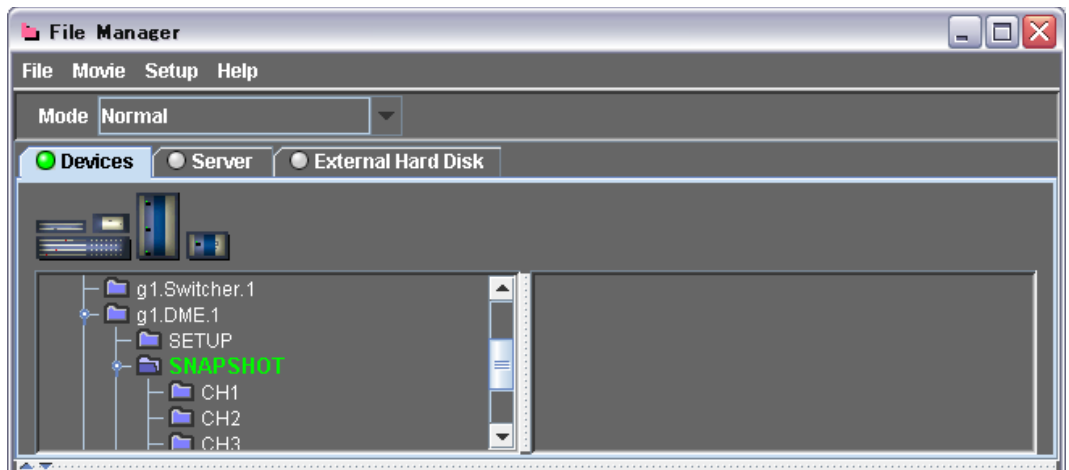 File Manager
File Movie Setup Help
Mode Normal
Devices Server External Hard Disk
g1.Switcher.1
g1.DME.1
SETUP
SNAPSHOT
CH1
CH2
CH3